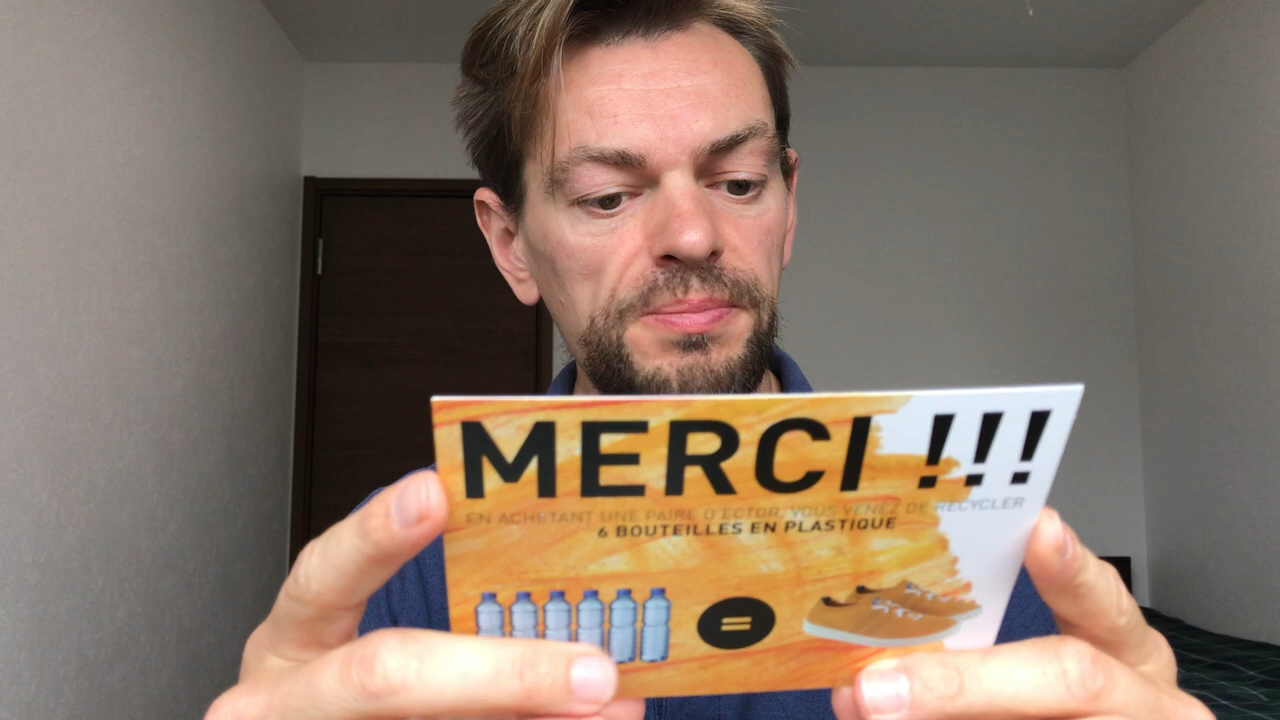 MERCI !!!
EN ACHETANT UNE PAIRE D'ECTOR, VOUS VENEZ DE RECYCLER
6 BOUTEILLES EN PLASTIQUE
=